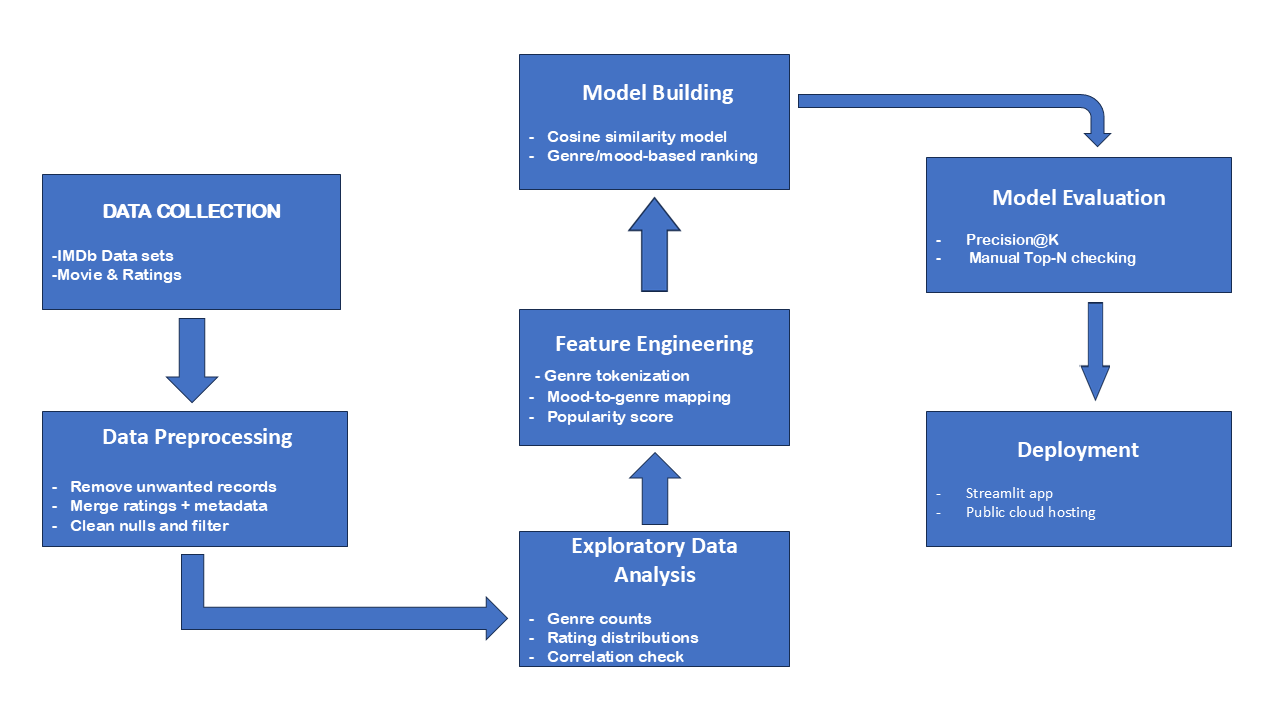 DATA COLLECTION
-IMDb Data sets
-Movie & Ratings
Data Preprocessing
- Remove unwanted records
- Merge ratings + metadata
- Clean nulls and filter
Exploratory Data
Analysis
- Genre counts
- Rating distributions
- Correlation check
Feature Engineering
- Genre tokenization
- Mood-to-genre mapping
- Popularity score
Model Building
- Cosine similarity model
- Genre/mood-based ranking
Model Evaluation
- Precision@K
- Manual Top-N checking
Deployment
- Streamlit app
- Public cloud hosting